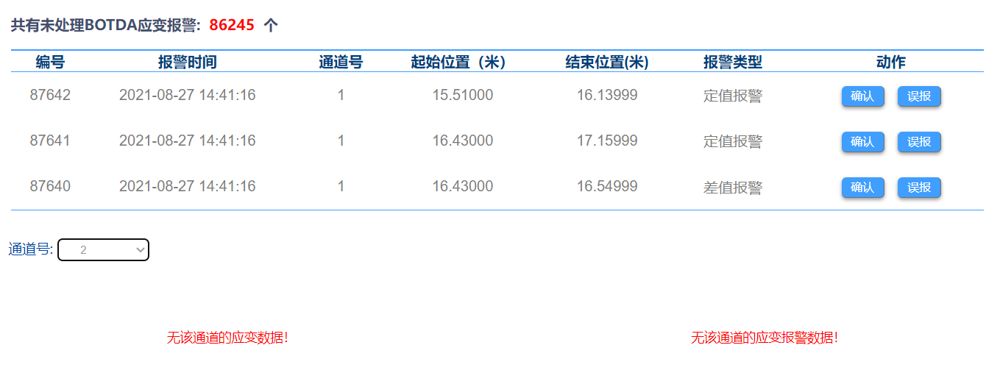 共有未处理BOTDA应变报警: 86245 个
编号 报警时间 通道号 起始位置（米） 结束位置(米) 报警类型 动作
87642 2021-08-27 14:41:16 1 15.51000 16.13999 定值报警 确认 误报
87641 2021-08-27 14:41:16 1 16.43000 17.15999 定值报警 确认 误报
87640 2021-08-27 14:41:16 1 16.43000 16.54999 差值报警 确认 误报
通道号: 2
无该通道的应变数据! 无该通道的应变报警数据!